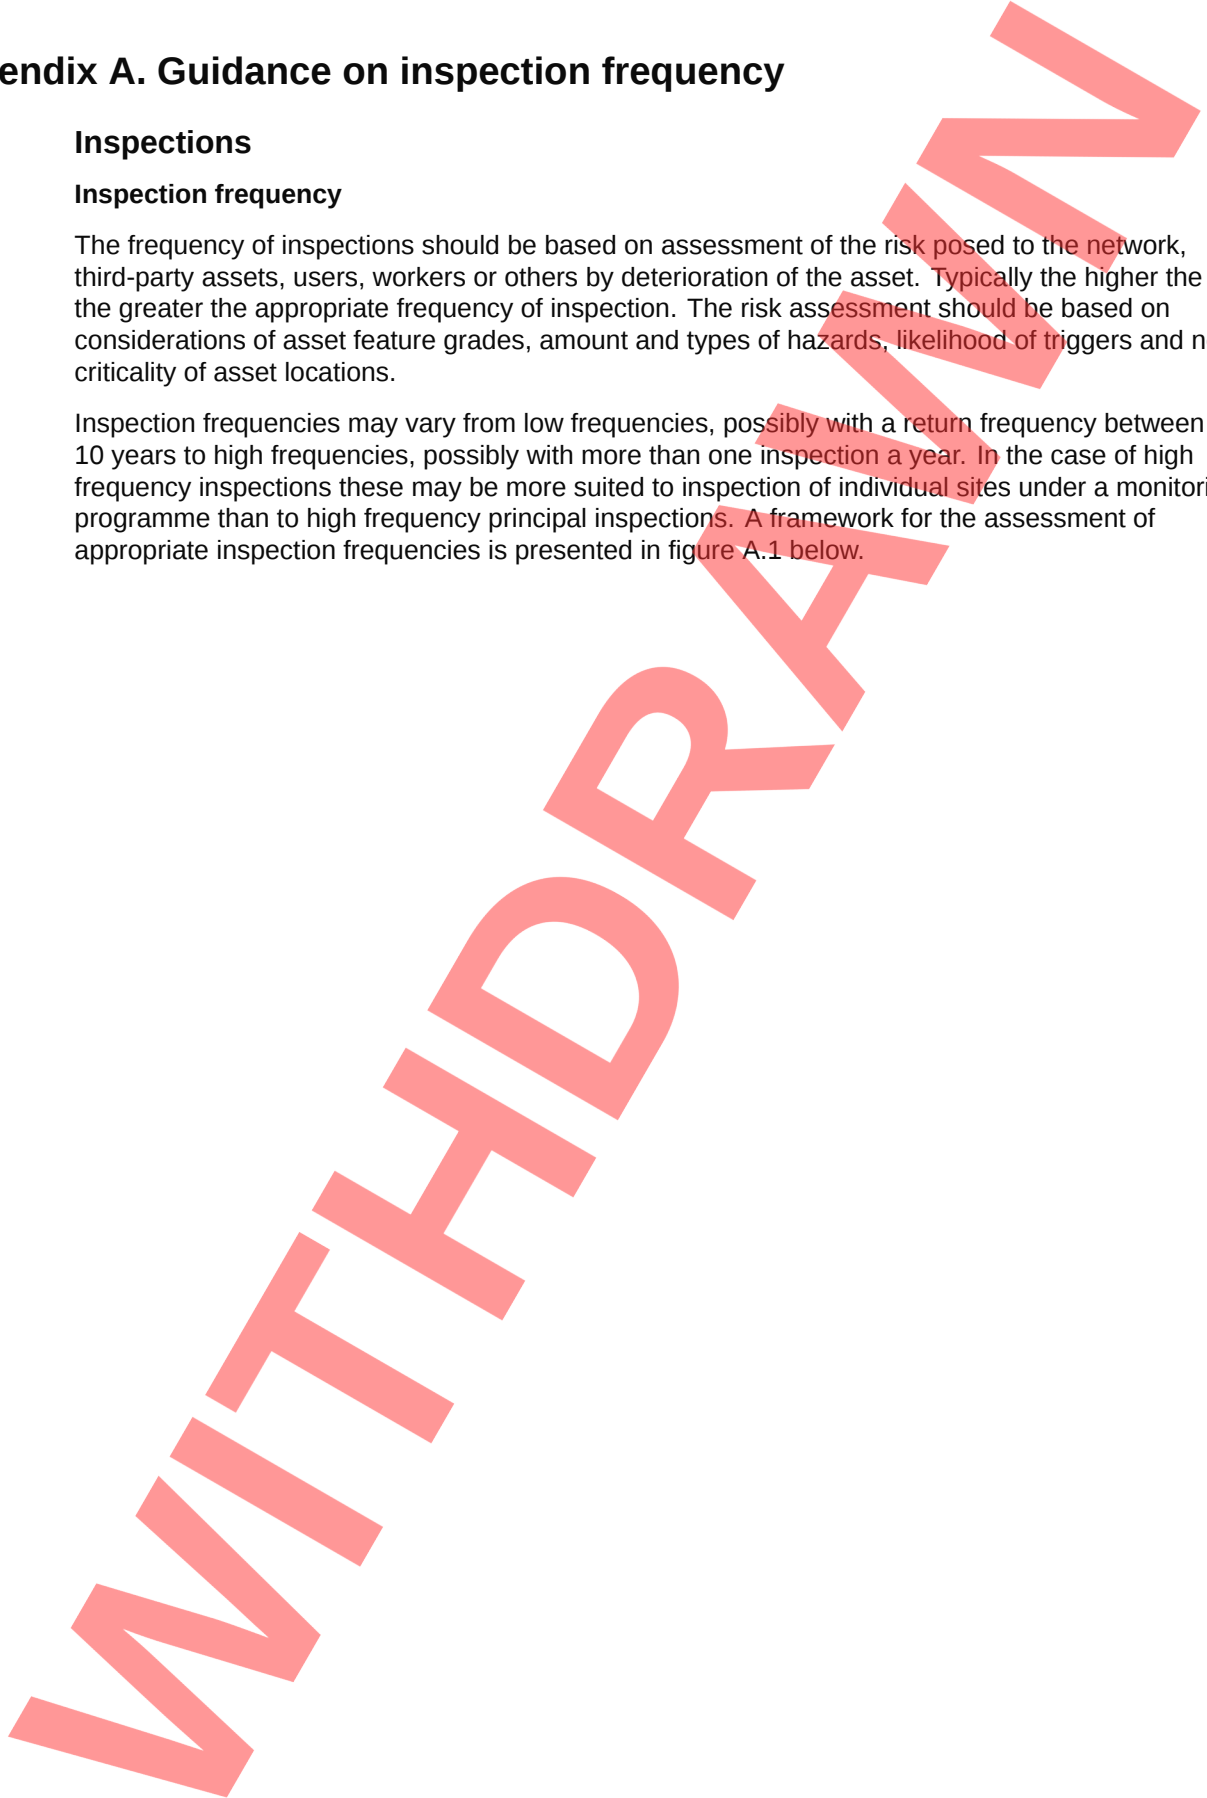 endix A. Guidance on inspection frequency
Inspections
Inspection frequency
The frequency of inspections should be based on assessment of the risk posed to the network,
third-party assets, users, workers or others by deterioration of the asset. Typically the higher the
the greater the appropriate frequency of inspection. The risk assessment should be based on
considerations of asset feature grades, amount and types of hazards, likelihood of triggers and n
criticality of asset locations.
Inspection frequencies may vary from low frequencies, possibly with a return frequency between
10 years to high frequencies, possibly with more than one inspection a year. In the case of high
frequency inspections these may be more suited to inspection of individual sites under a monitori
programme than to high frequency principal inspections. A framework for the assessment of
appropriate inspection frequencies is presented in figure A.1 below.
WITHDRAWN